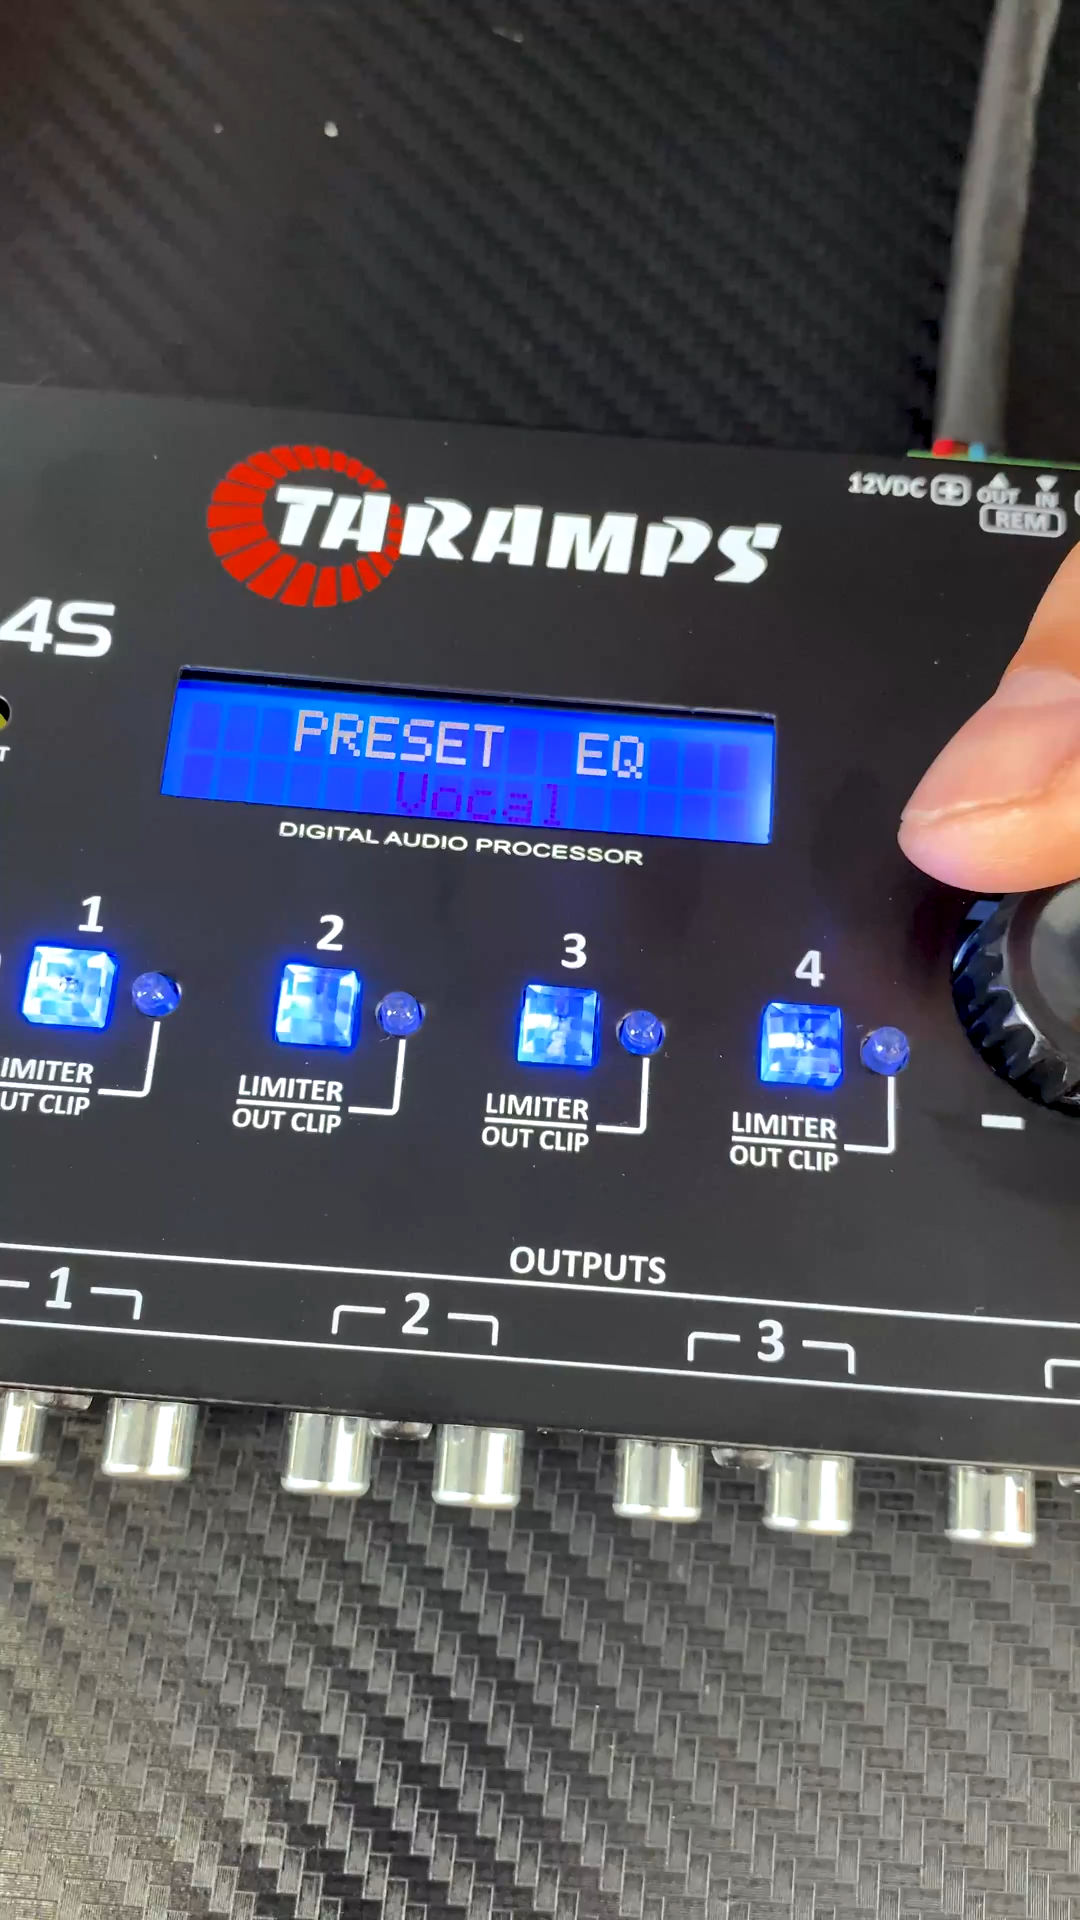 TARAMPS
12VDC OUT IN
REM
4S
PRESET EQ
Vocal
T
DIGITAL AUDIO PROCESSOR
1 2 3 4
IMITER
UT CLIP
LIMITER
OUT CLIP
LIMITER
OUT CLIP
LIMITER
OUT CLIP
-
OUTPUTS
1 2 3